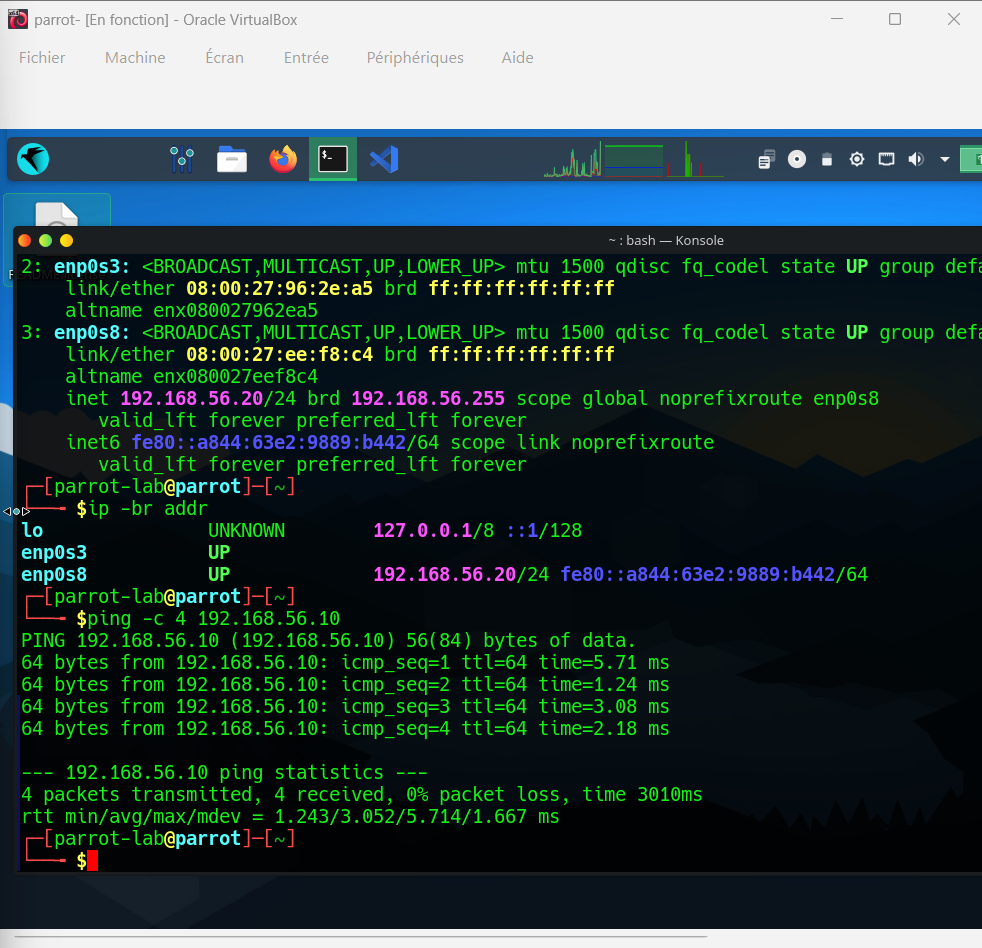 parrot- [En fonction] - Oracle VirtualBox
Fichier Machine Écran Entrée Périphériques Aide
~ : bash — Konsole
2: enp0s3: <BROADCAST,MULTICAST,UP,LOWER_UP> mtu 1500 qdisc fq_codel state UP group defa
link/ether 08:00:27:96:2e:a5 brd ff:ff:ff:ff:ff:ff
altname enx080027962ea5
3: enp0s8: <BROADCAST,MULTICAST,UP,LOWER_UP> mtu 1500 qdisc fq_codel state UP group defa
link/ether 08:00:27:ee:f8:c4 brd ff:ff:ff:ff:ff:ff
altname enx080027eef8c4
inet 192.168.56.20/24 brd 192.168.56.255 scope global noprefixroute enp0s8
valid_lft forever preferred_lft forever
inet6 fe80::a844:63e2:9889:b442/64 scope link noprefixroute
valid_lft forever preferred_lft forever
┌─[parrot-lab@parrot]─[~]
└──╼ $ip -br addr
lo UNKNOWN 127.0.0.1/8 ::1/128
enp0s3 UP
enp0s8 UP 192.168.56.20/24 fe80::a844:63e2:9889:b442/64
┌─[parrot-lab@parrot]─[~]
└──╼ $ping -c 4 192.168.56.10
PING 192.168.56.10 (192.168.56.10) 56(84) bytes of data.
64 bytes from 192.168.56.10: icmp_seq=1 ttl=64 time=5.71 ms
64 bytes from 192.168.56.10: icmp_seq=2 ttl=64 time=1.24 ms
64 bytes from 192.168.56.10: icmp_seq=3 ttl=64 time=3.08 ms
64 bytes from 192.168.56.10: icmp_seq=4 ttl=64 time=2.18 ms
--- 192.168.56.10 ping statistics ---
4 packets transmitted, 4 received, 0% packet loss, time 3010ms
rtt min/avg/max/mdev = 1.243/3.052/5.714/1.667 ms
┌─[parrot-lab@parrot]─[~]
└──╼ $